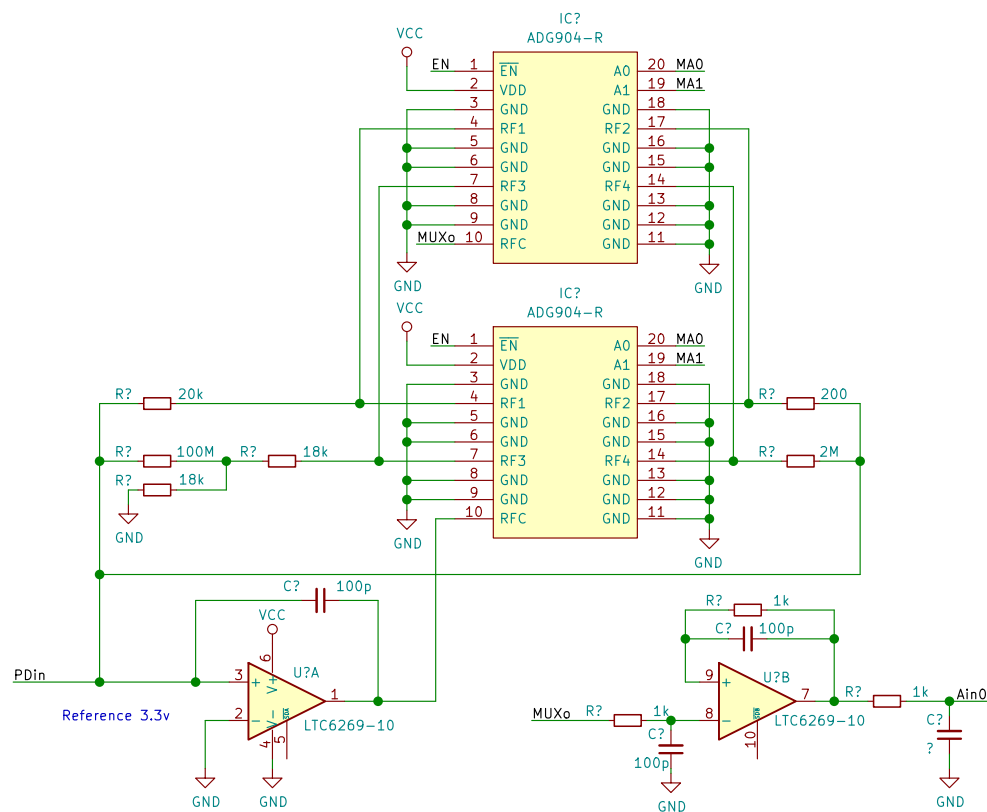 IC?
ADG904-R
VCC
EN 1 EN A0 20 MA0
2 VDD A1 19 MA1
3 GND GND 18
4 RF1 RF2 17
5 GND GND 16
6 GND GND 15
7 RF3 RF4 14
8 GND GND 13
9 GND GND 12
MUXo 10 RFC GND 11
GND GND
IC?
ADG904-R
VCC
EN 1 EN A0 20 MA0
2 VDD A1 19 MA1
3 GND GND 18
R? 20k 4 RF1 RF2 17 R? 200
5 GND GND 16
6 GND GND 15
R? 100M R? 18k 7 RF3 RF4 14 R? 2M
R? 18k 8 GND GND 13
9 GND GND 12
10 RFC GND 11
GND GND GND
C? 100p
VCC
6
PDin 3 + V+ U?A 1
Reference 3.3v 2 - V- SDA LTC6269-10
4 5
GND GND
R? 1k
C? 100p
9 + U?B 7 R? 1k Ain0
MUXo R? 1k 8 - SDB LTC6269-10
C? 100p 10 C? ?
GND GND